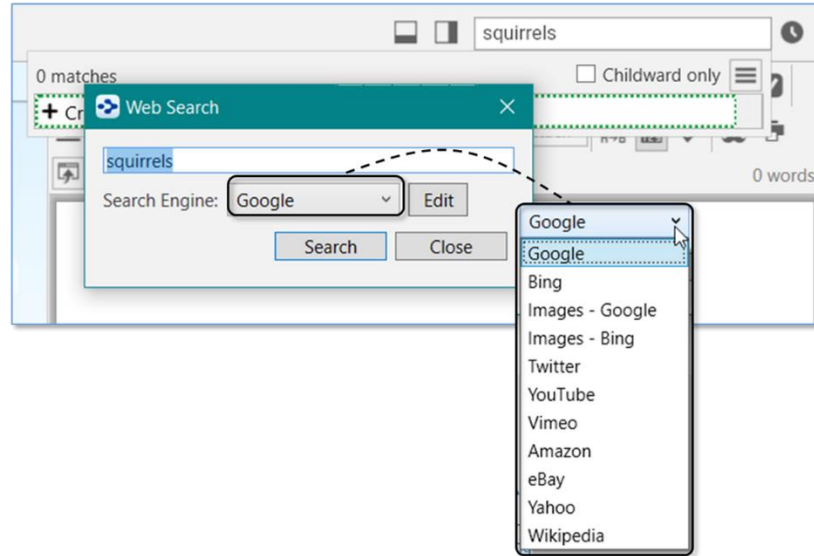 squirrels
0 matches
Childward only
+ Cr
Web Search
squirrels
0 words
Search Engine: Google Edit
Search Close
Google
Google
Bing
Images - Google
Images - Bing
Twitter
YouTube
Vimeo
Amazon
eBay
Yahoo
Wikipedia